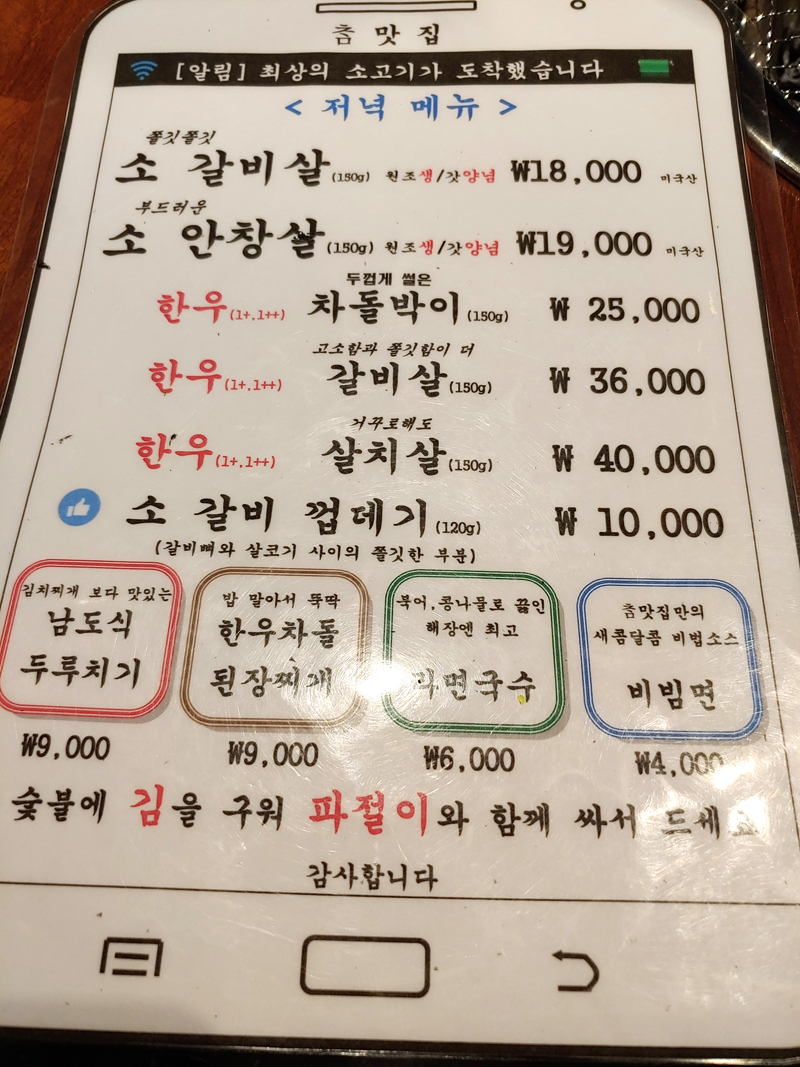 촘 맛 집
[알림] 최상의 소고기가 도착했습니다
< 저녁 메뉴 >
쫄깃쫄깃
소 갈비살(150g) 원조생/갓양념 ₩18,000 미국산
부드러운
소 안창살(150g) 원조생/갓양념 ₩19,000 미국산
두껍게 썰은
한우(1+,1++) 차돌박이(150g) ₩ 25,000
고소함과 쫄깃함이 더
한우(1+,1++) 갈비살(150g) ₩ 36,000
거꾸로해도
한우(1+,1++) 살치살(150g) ₩ 40,000
소 갈비 껍데기(120g) ₩ 10,000
(갈비뼈와 살코기 사이의 쫄깃한 부분)
김치찌개 보다 맛있는
남도식
두루치기
₩9,000
밥 말아서 뚝딱
한우차돌
된장찌개
₩9,000
북어,콩나물로 끓인
해장엔 최고
국수
₩6,000
촘맛집만의
새콤달콤 비법소스
비빔면
₩4,000
숯불에 김을 구워 파절이와 함께 싸서 드세요
감사합니다